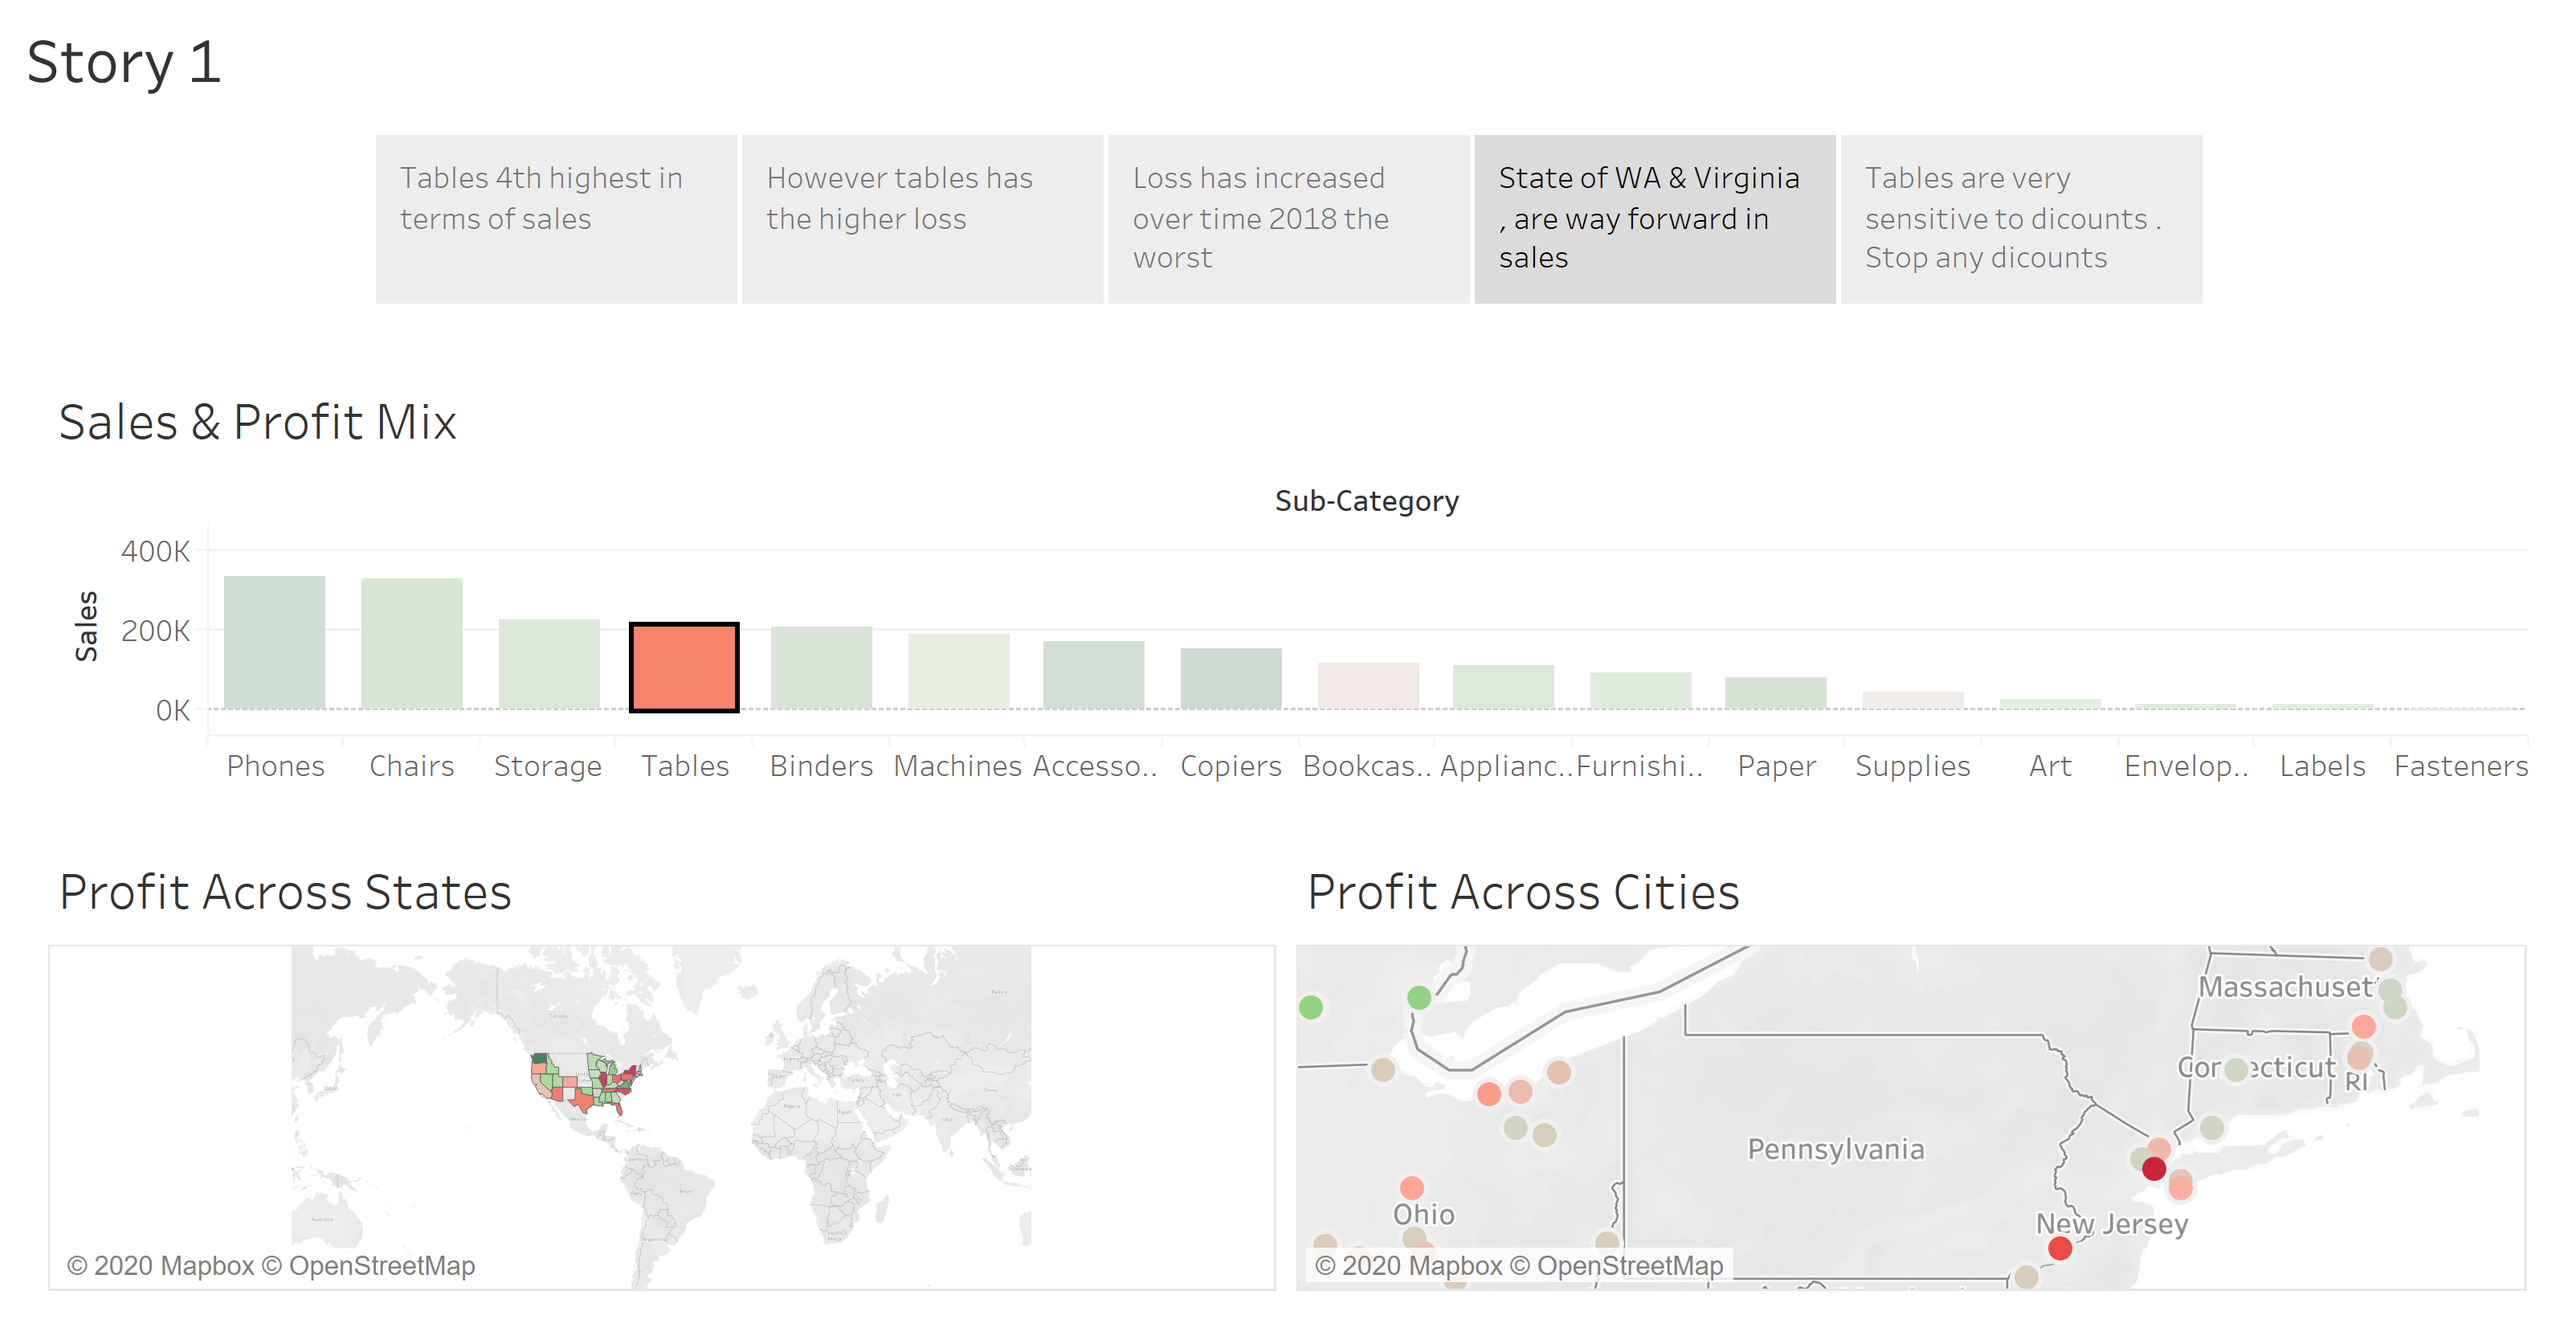 Story 1
Tables 4th highest in
terms of sales
However tables has
the higher loss
Loss has increased
over time 2018 the
worst
State of WA & Virginia
, are way forward in
sales
Tables are very
sensitive to dicounts .
Stop any dicounts
Sales & Profit Mix
Sub-Category
Sales
400K
200K
0K
Phones Chairs Storage Tables Binders Machines Accesso.. Copiers Bookcas.. Applianc.. Furnishi.. Paper Supplies Art Envelop.. Labels Fasteners
Profit Across States
Profit Across Cities
© 2020 Mapbox © OpenStreetMap
Massachuset
RI
Pennsylvania
Ohio
New Jersey
© 2020 Mapbox © OpenStreetMap